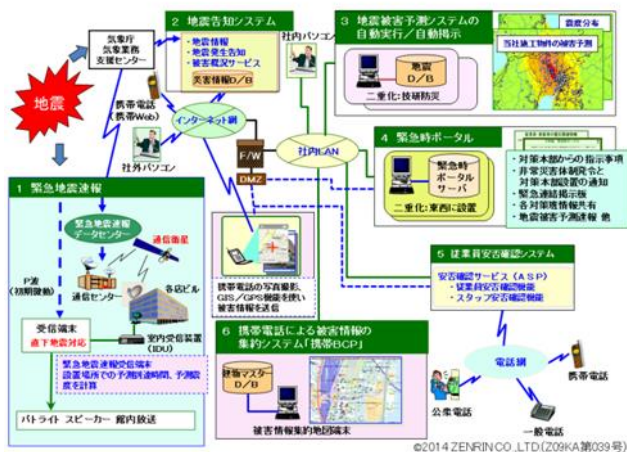 地震
気象庁
気象業務
支援センター
携帯電話
(携帯Web)
社外パソコン
2 地震告知システム
・地震情報
・地震発生告知
・被害概況サービス
災害情報D/B
インターネット網
社内パソコン
F/W
DMZ
社内LAN
3 地震被害予測システムの
自動実行/自動掲示
地震
D/B
二重化:技研防災
震度分布
当社施工物件の被害予測
4 緊急時ポータル
緊急時
ポータル
サーバ
二重化:東西に設置
・対策本部からの指示事項
・非常災害体制発令と
対策本部設置の通知
・緊急連絡掲示板
・各対策班情報共有
・地震被害予測速報 他
1 緊急地震速報
緊急地震速報
データセンター
通信衛星
P波
(初期微動)
通信センター
各店ビル
受信端末
直下地震対応
室内受信装置
(IDU)
緊急地震速報受信端末
設置場所での予測到達時間、予測震
度を計算
パトライト スピーカー 館内放送
携帯電話の写真撮影、
GIS/GPS機能を使い
被害情報を送信
5 従業員安否確認システム
安否確認サービス(ASP)
・従業員安否確認機能
・スタッフ安否確認機能
電話網
携帯電話
公衆電話
一般電話
6 携帯電話による被害情報の
集約システム「携帯BCP」
建物マスター
D/B
被害情報集約地図端末
©2014 ZENRIN CO., LTD.(Z09KA第039号)